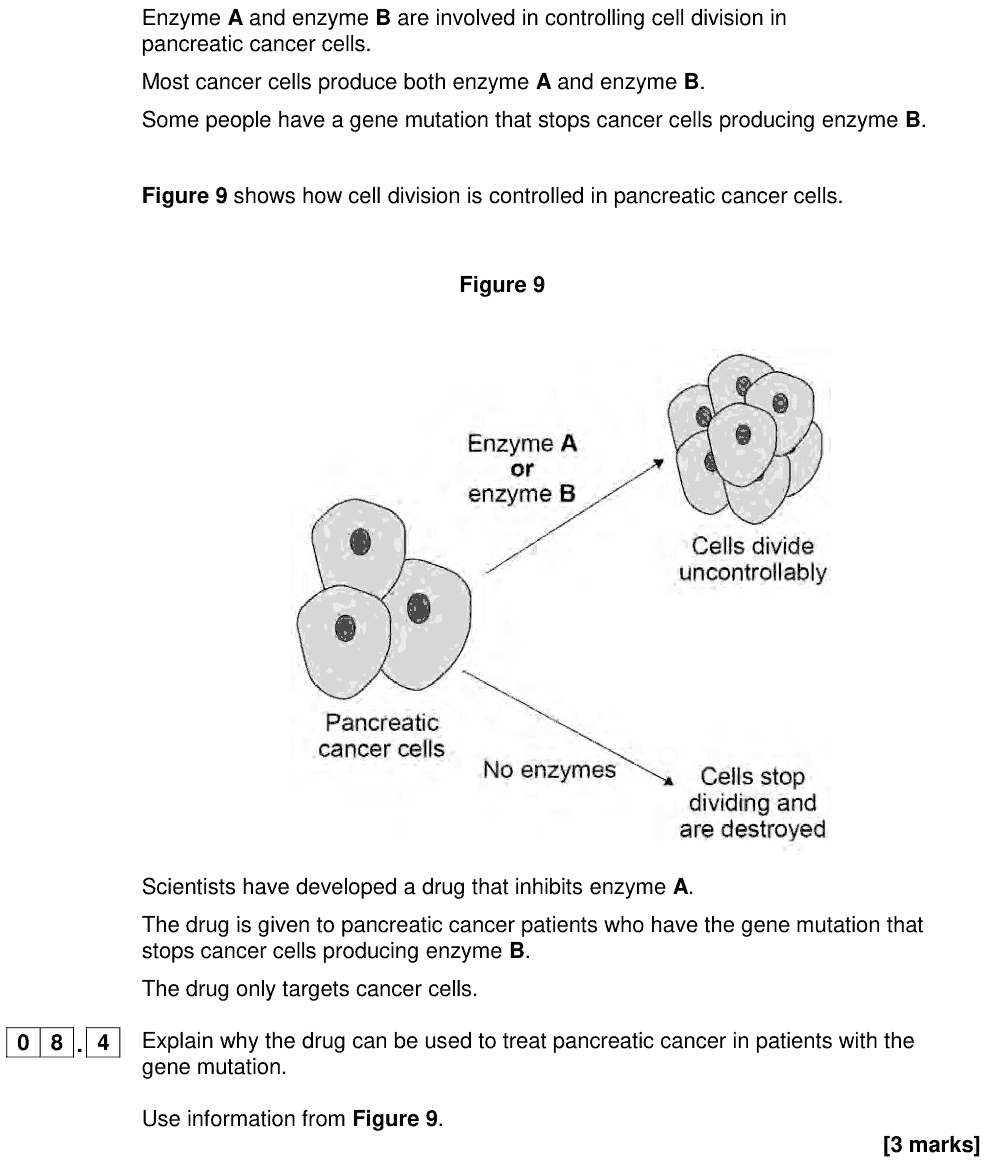 Enzyme A and enzyme B are involved in controlling cell division in
pancreatic cancer cells.
Most cancer cells produce both enzyme A and enzyme B.
Some people have a gene mutation that stops cancer cells producing enzyme B.
Figure 9 shows how cell division is controlled in pancreatic cancer cells.
Figure 9
Enzyme A
or
enzyme B
Cells divide
uncontrollably
Pancreatic
cancer cells
No enzymes
Cells stop
dividing and
are destroyed
Scientists have developed a drug that inhibits enzyme A.
The drug is given to pancreatic cancer patients who have the gene mutation that
stops cancer cells producing enzyme B.
The drug only targets cancer cells.
0 8 . 4 Explain why the drug can be used to treat pancreatic cancer in patients with the
gene mutation.
Use information from Figure 9.
[3 marks]